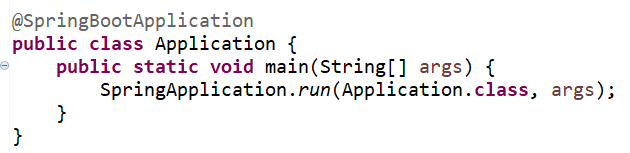 @SpringBootApplication
public class Application {
    public static void main(String[] args) {
        SpringApplication.run(Application.class, args);
    }
}